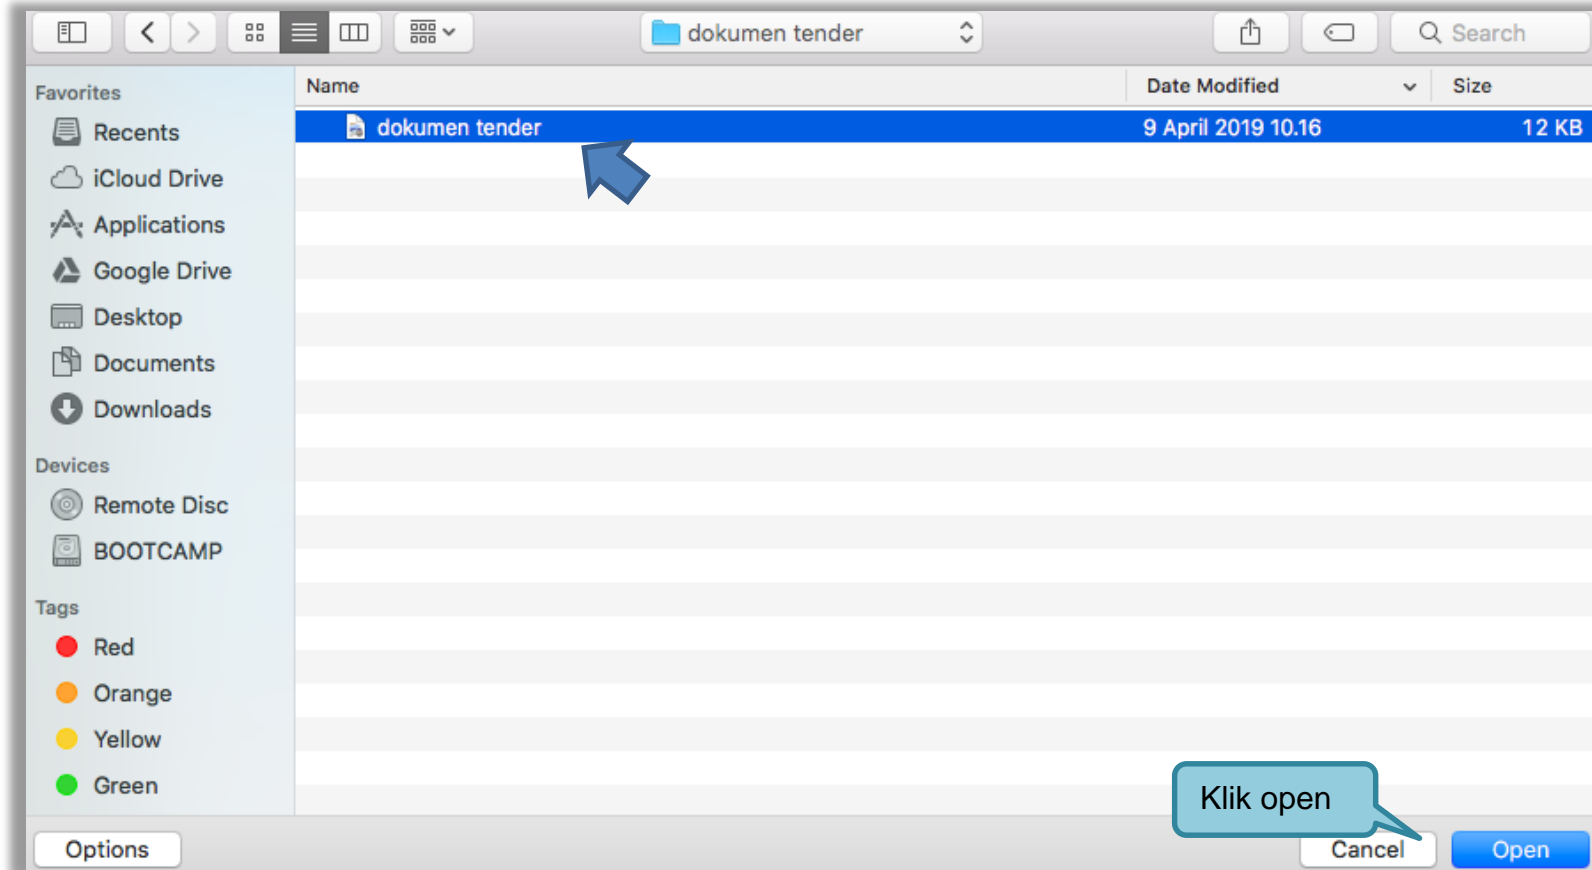 dokumen tender
Search
Favorites
Recents
iCloud Drive
Applications
Google Drive
Desktop
Documents
Downloads
Devices
Remote Disc
BOOTCAMP
Tags
Red
Orange
Yellow
Green
Name Date Modified Size
dokumen tender 9 April 2019 10.16 12 KB
Klik open
Options Cancel Open